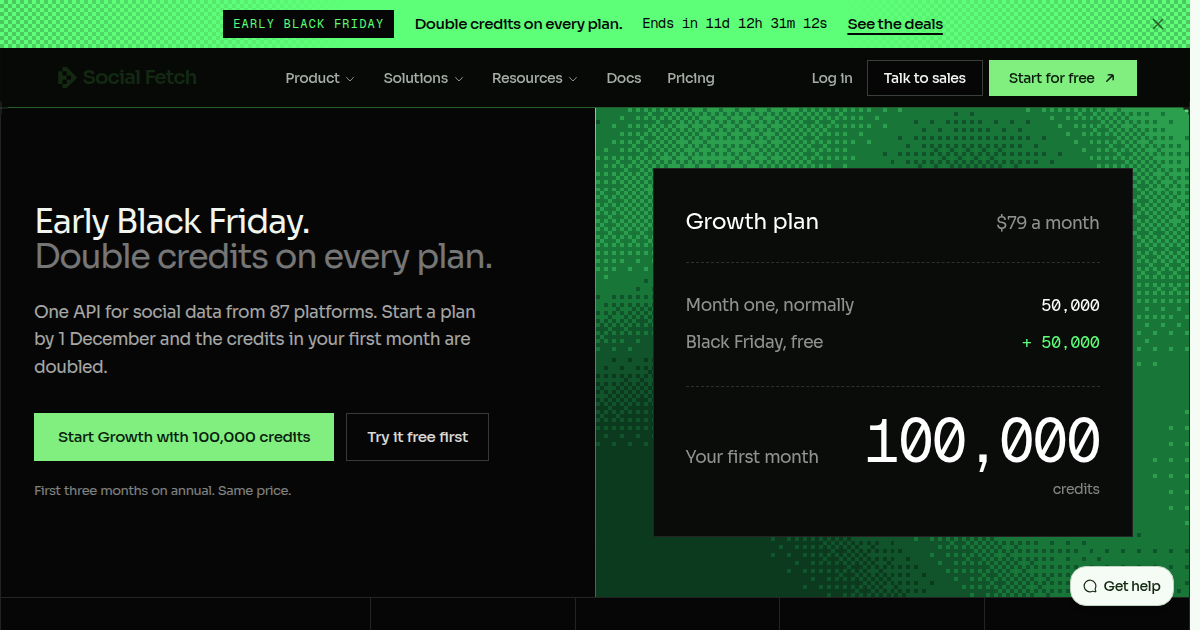 EARLY BLACK FRIDAY Double credits on every plan. Ends in 11d 12h 31m 12s See the deals
Social Fetch Product Solutions Resources Docs Pricing Log in Talk to sales Start for free
Early Black Friday.
Double credits on every plan.
One API for social data from 87 platforms. Start a plan
by 1 December and the credits in your first month are
doubled.
Start Growth with 100,000 credits Try it free first
First three months on annual. Same price.
Growth plan $79 a month
Month one, normally 50,000
Black Friday, free + 50,000
Your first month 100,000
credits
Get help